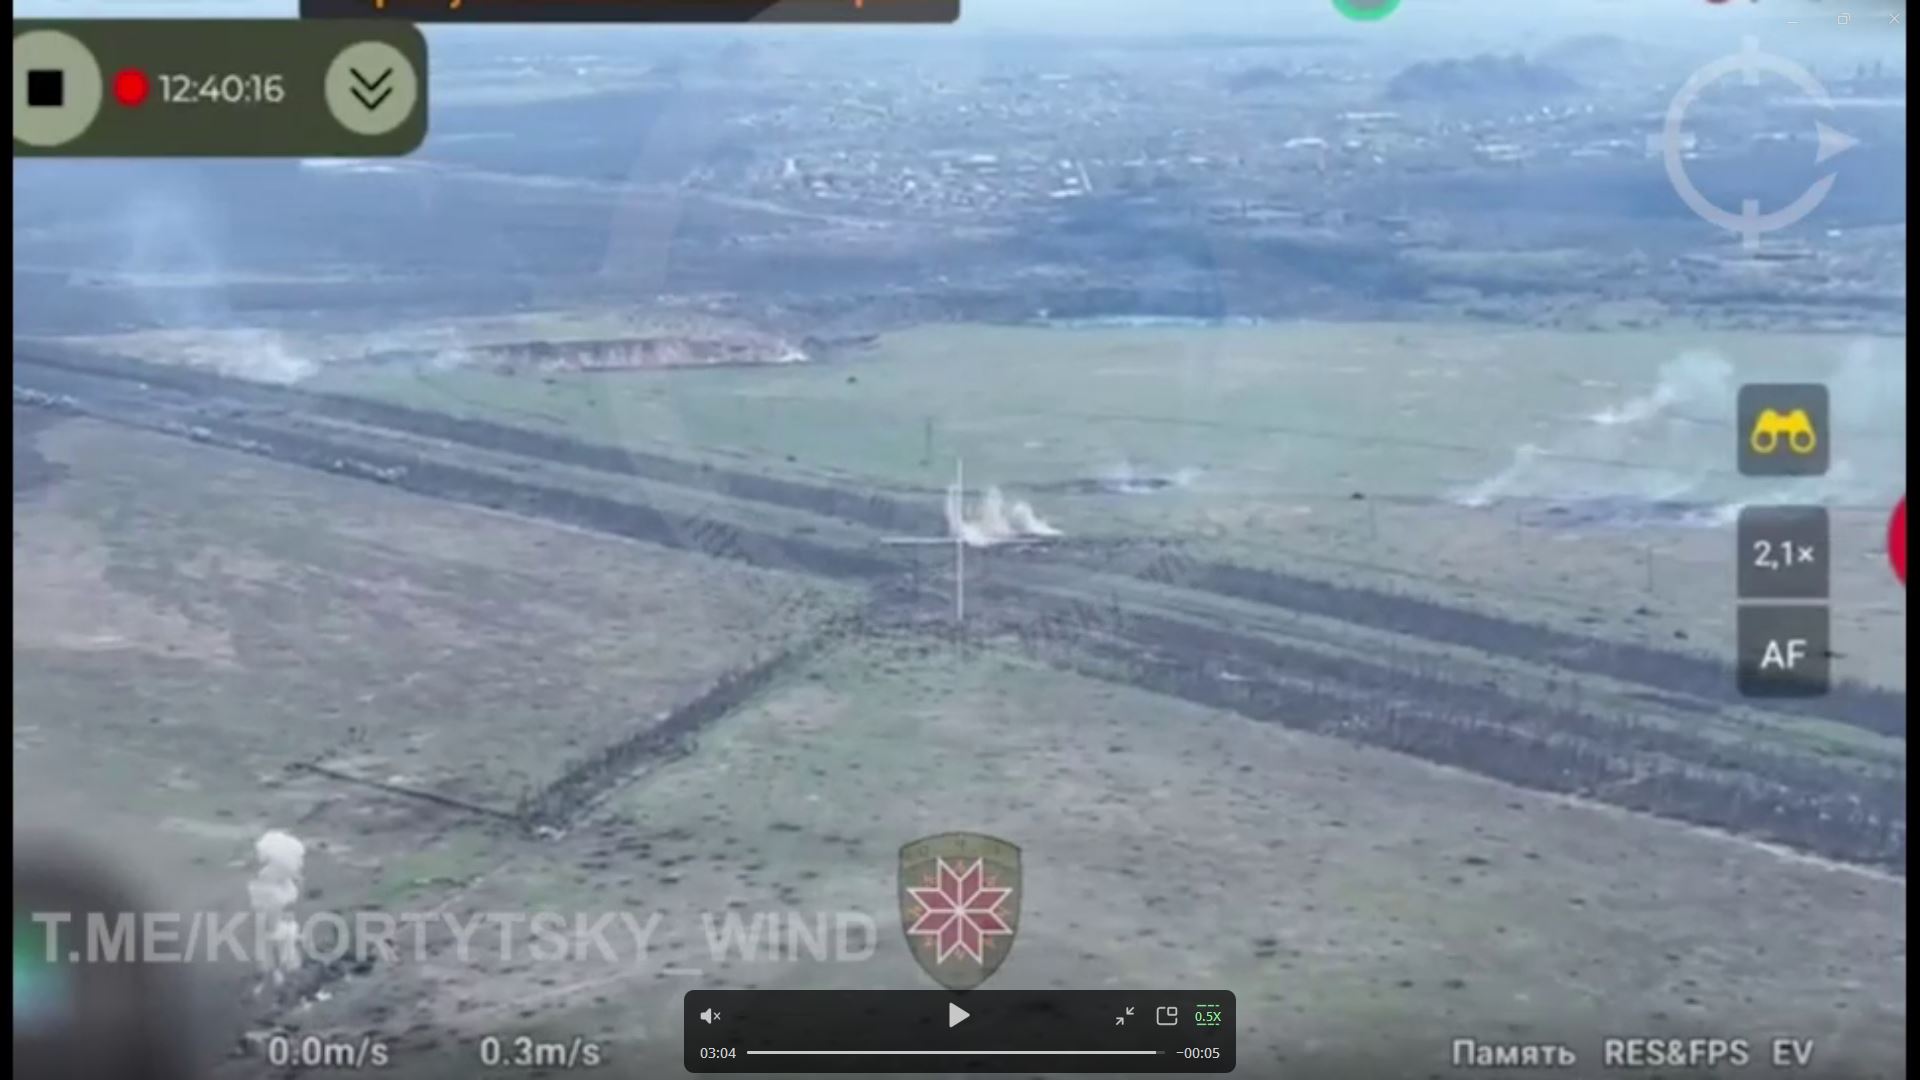 12:40:16
2,1×
AF
T.ME/KHORTYTSKY_WIND
0.5X
03:04
−00:05
0.0m/s
0.3m/s
Память
RES&FPS
EV